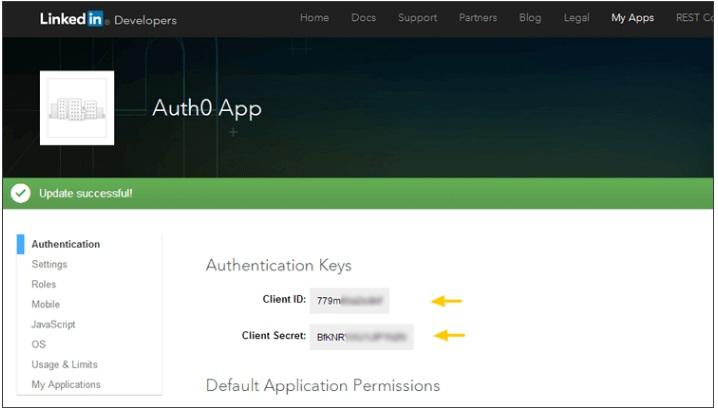 Linked in Developers
Home Docs Support Partners Blog Legal My Apps REST Co
Auth0 App
Update successful!
Authentication
Settings
Roles
Mobile
JavaScript
OS
Usage & Limits
My Applications
Authentication Keys
Client ID: 779m
Client Secret: BfKNR
Default Application Permissions